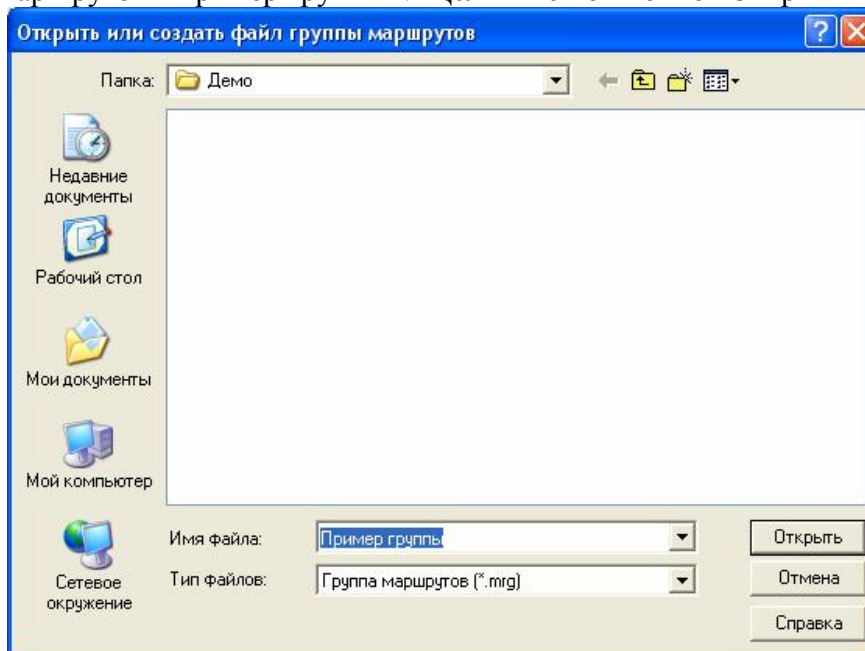 Открыть или создать файл группы маршрутов
Папка:
Демо
Недавние
документы
Рабочий стол
Мои документы
Мой компьютер
Сетевое
окружение
Имя файла:
Пример группы
Открыть
Тип файлов:
Группа маршрутов (*.mrg)
Отмена
Справка